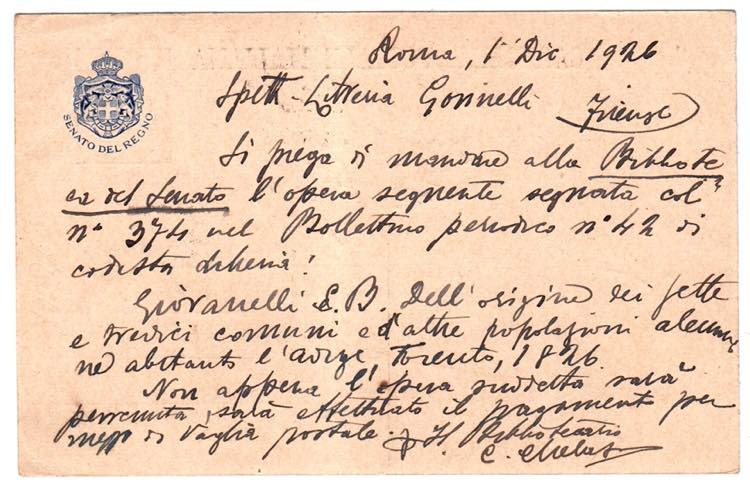 Roma, 1° Dic. 1926
SENATO DEL REGNO
Spett. Libreria Gonnelli Firenze
Si prega di mandare alla Bibliote
ca del Senato l'opera seguente segnata col
n° 374 nel Bollettino periodico n° 42 di
codesta libreria:
Giovanelli E. B. Dell'origine dei sette
e tredici comuni e d'altre popolazioni aleman
ne abitanti l'adige, Trento, 1826.
Non appena l'opera suddetta sarà
pervenuta, sarà effettuato il pagamento per
mezzo di vaglia postale. Il Bibliotecario